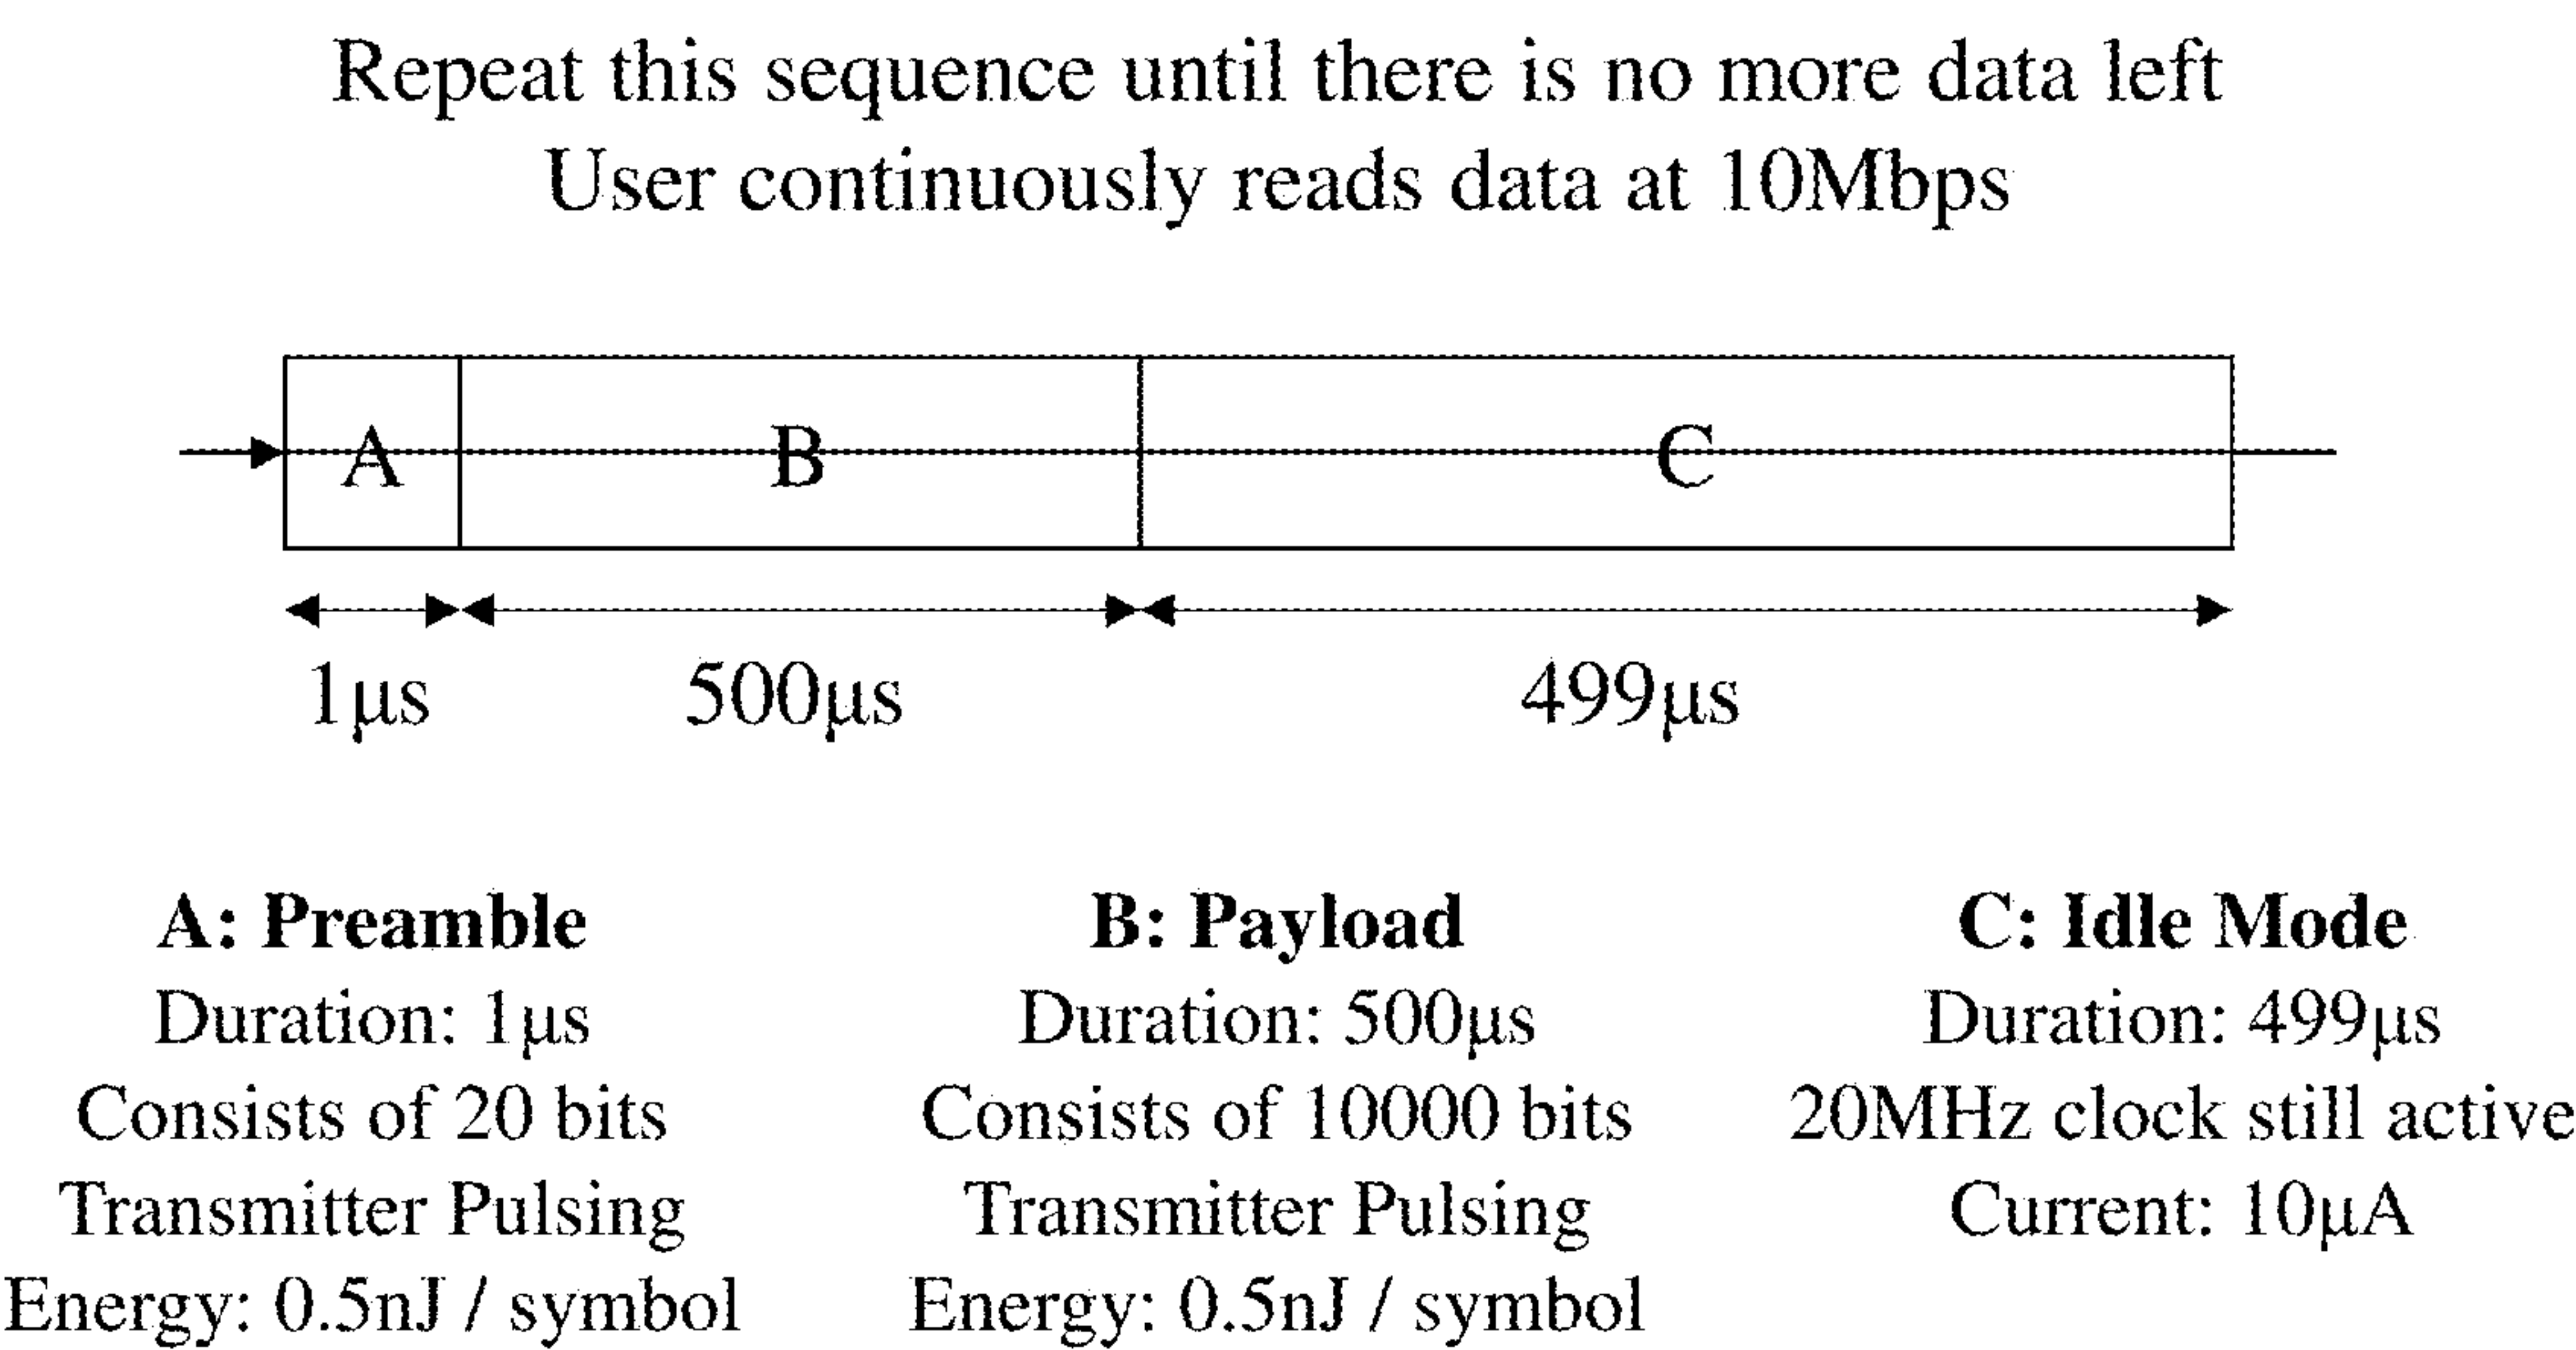 Repeat this sequence until there is no more data left
User continuously reads data at 10Mbps
A B C
1μs 500μs 499μs
A: Preamble
Duration: 1μs
Consists of 20 bits
Transmitter Pulsing
Energy: 0.5nJ / symbol
B: Payload
Duration: 500μs
Consists of 10000 bits
Transmitter Pulsing
Energy: 0.5nJ / symbol
C: Idle Mode
Duration: 499μs
20MHz clock still active
Current: 10μA